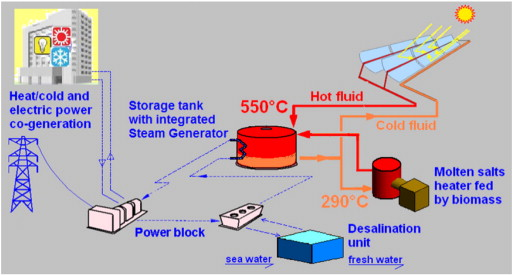 Heat/cold and
electric power
co-generation
Storage tank
with integrated
Steam Generator
550°C
Hot fluid
Cold fluid
290°C
Molten salts
heater fed
by biomass
Power block
Desalination
unit
sea water
fresh water